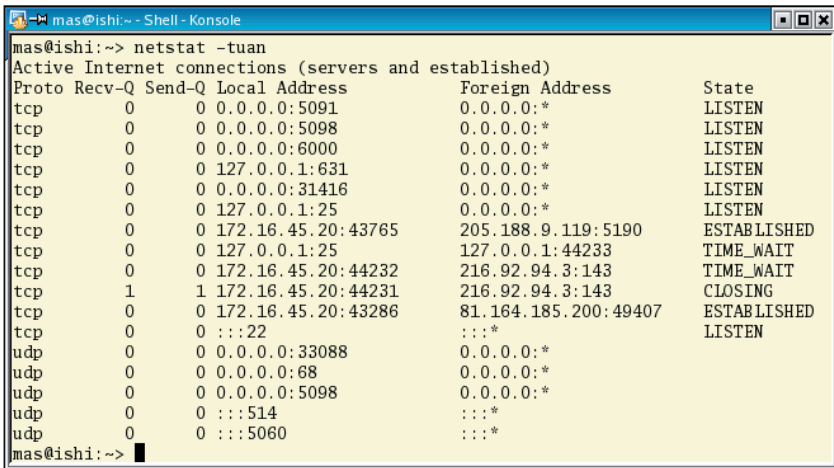 mas@ishi:~ - Shell - Konsole
mas@ishi:~> netstat -tuan
Active Internet connections (servers and established)
Proto Recv-Q Send-Q Local Address Foreign Address State
tcp 0 0 0.0.0.0:5091 0.0.0.0:* LISTEN
tcp 0 0 0.0.0.0:5098 0.0.0.0:* LISTEN
tcp 0 0 0.0.0.0:6000 0.0.0.0:* LISTEN
tcp 0 0 127.0.0.1:631 0.0.0.0:* LISTEN
tcp 0 0 0.0.0.0:31416 0.0.0.0:* LISTEN
tcp 0 0 127.0.0.1:25 0.0.0.0:* LISTEN
tcp 0 0 172.16.45.20:43765 205.188.9.119:5190 ESTABLISHED
tcp 0 0 127.0.0.1:25 127.0.0.1:44233 TIME_WAIT
tcp 0 0 172.16.45.20:44232 216.92.94.3:143 TIME_WAIT
tcp 1 1 172.16.45.20:44231 216.92.94.3:143 CLOSING
tcp 0 0 172.16.45.20:43286 81.164.185.200:49407 ESTABLISHED
tcp 0 0 :::22 :::* LISTEN
udp 0 0 0.0.0.0:33088 0.0.0.0:*
udp 0 0 0.0.0.0:68 0.0.0.0:*
udp 0 0 0.0.0.0:5098 0.0.0.0:*
udp 0 0 :::514 :::*
udp 0 0 :::5060 :::*
mas@ishi:~>